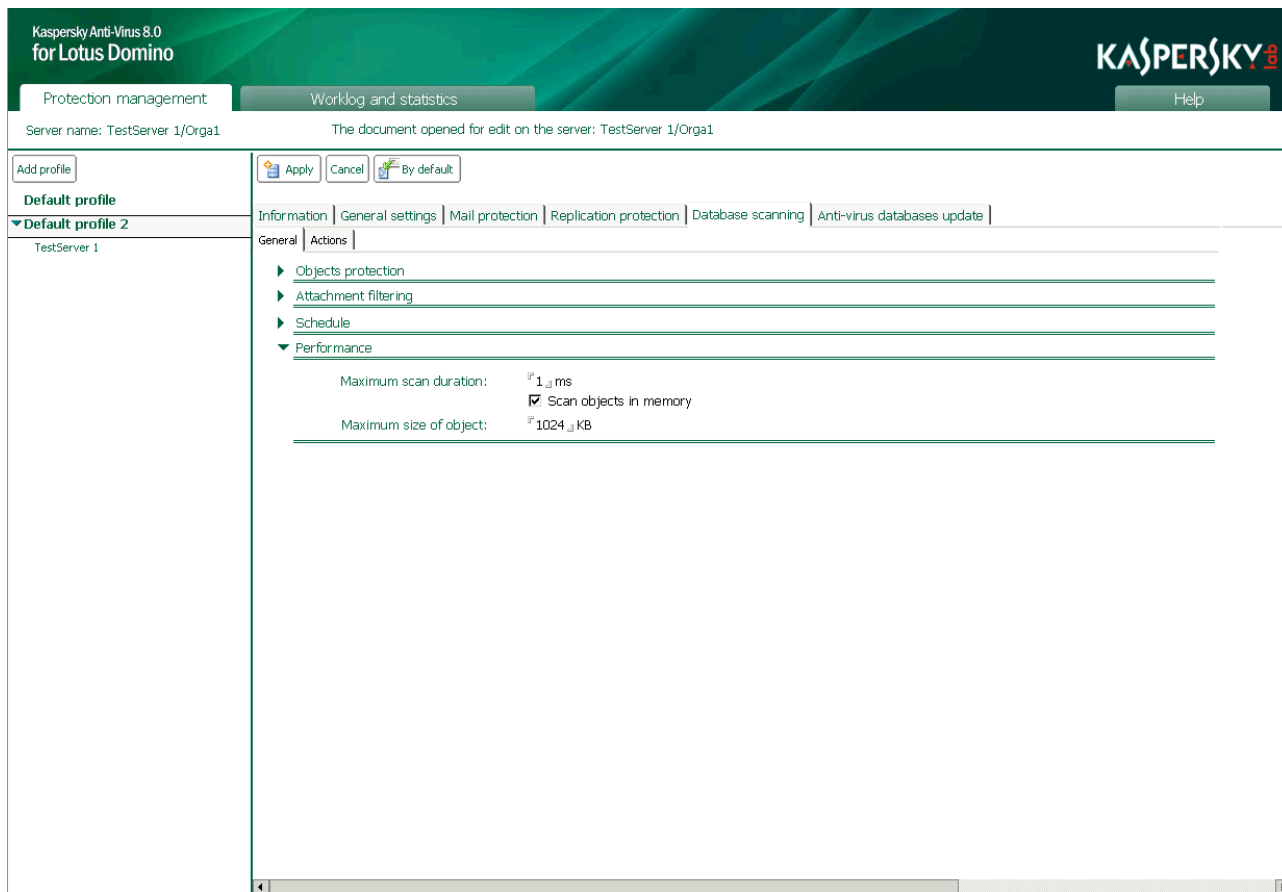 Kaspersky Anti-Virus 8.0
for Lotus Domino
KASPERSKY lab
Protection management
Worklog and statistics
Help
Server name: TestServer 1/Orga1
The document opened for edit on the server: TestServer 1/Orga1
Add profile
Apply
Cancel
By default
Default profile
Default profile 2
TestServer 1
Information
General settings
Mail protection
Replication protection
Database scanning
Anti-virus databases update
General
Actions
Objects protection
Attachment filtering
Schedule
Performance
Maximum scan duration: 1 ms
Scan objects in memory
Maximum size of object: 1024 KB